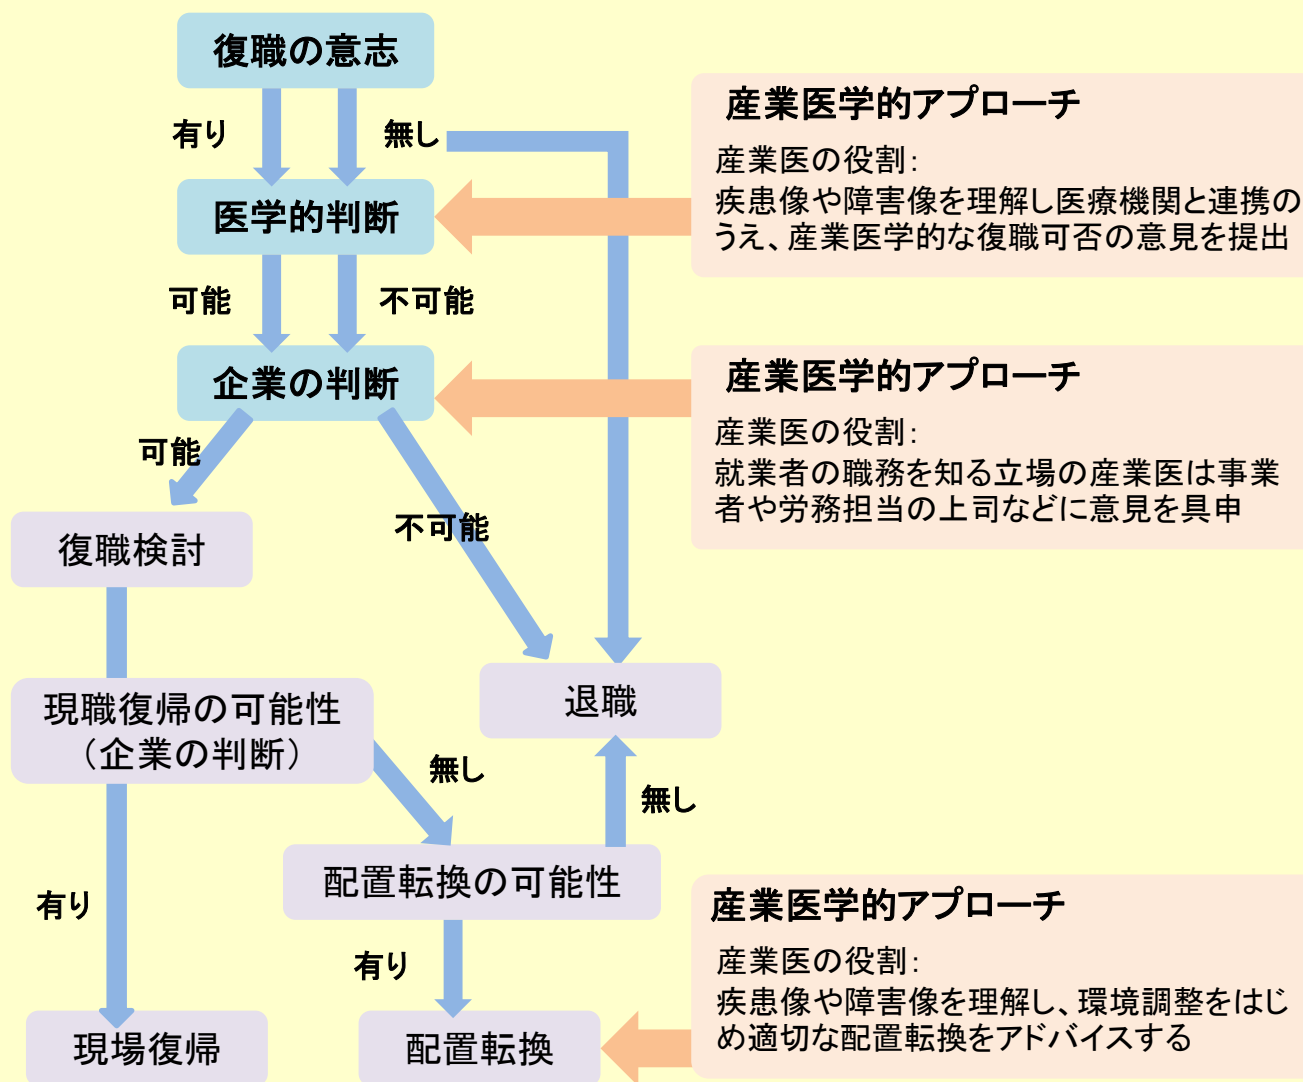 復職の意志
有り
無し
産業医学的アプローチ
産業医の役割：
疾患像や障害像を理解し医療機関と連携の
うえ、産業医学的な復職可否の意見を提出
医学的判断
可能
不可能
企業の判断
産業医学的アプローチ
産業医の役割：
就業者の職務を知る立場の産業医は事業
者や労務担当の上司などに意見を具申
可能
不可能
復職検討
退職
現職復帰の可能性
（企業の判断）
無し
無し
配置転換の可能性
有り
有り
産業医学的アプローチ
産業医の役割：
疾患像や障害像を理解し、環境調整をはじ
め適切な配置転換をアドバイスする
現場復帰
配置転換